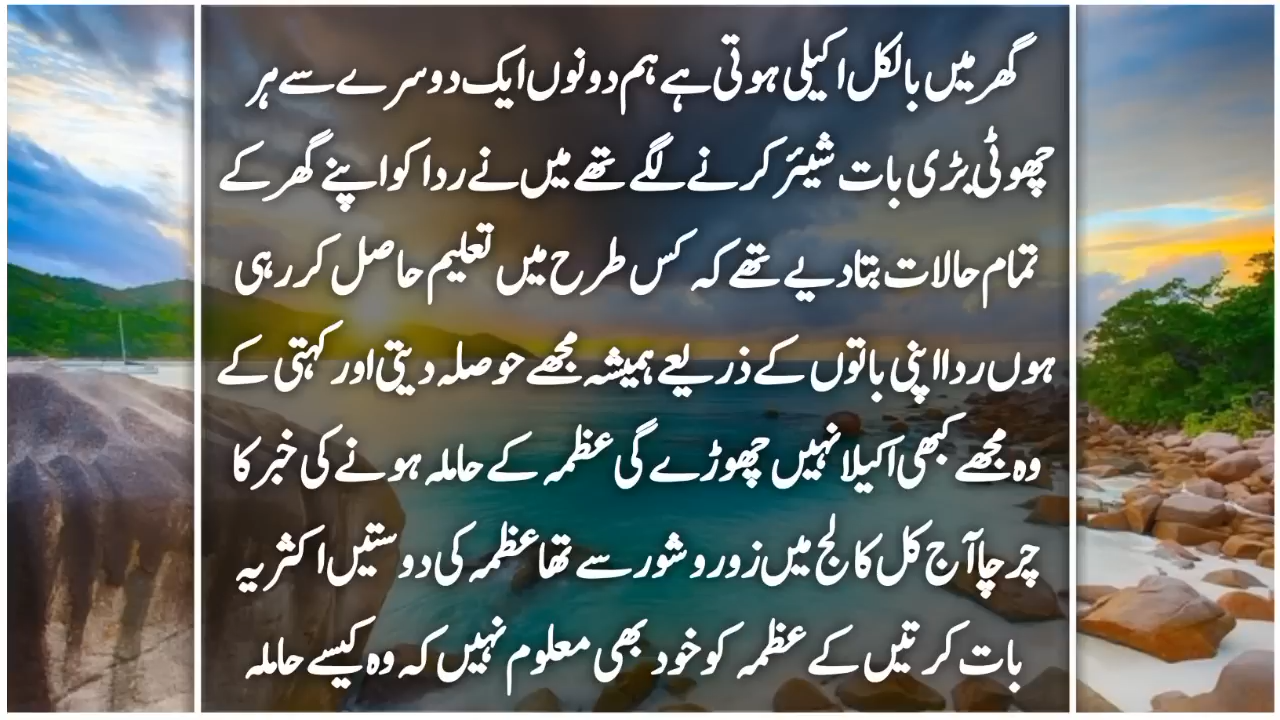 گھر میں بالکل اکیلی ہوتی ہے ہم دونوں ایک دوسرے سے ہر
چھوٹی بڑی بات شیئر کرنے لگے تھے میں نے ردا کو اپنے گھر کے
تمام حالات بتا دیے تھے کہ کس طرح میں تعلیم حاصل کر رہی
ہوں ردا اپنی باتوں کے ذریعے ہمیشہ مجھے حوصلہ دیتی اور کہتی کے
وہ مجھے کبھی اکیلا نہیں چھوڑے گی عظمہ کے حاملہ ہونے کی خبر کا
چرچا آج کل کالج میں زور و شور سے تھا عظمہ کی دوستیں اکثر یہ
بات کرتیں کے عظمہ کو خود بھی معلوم نہیں کہ وہ کیسے حاملہ